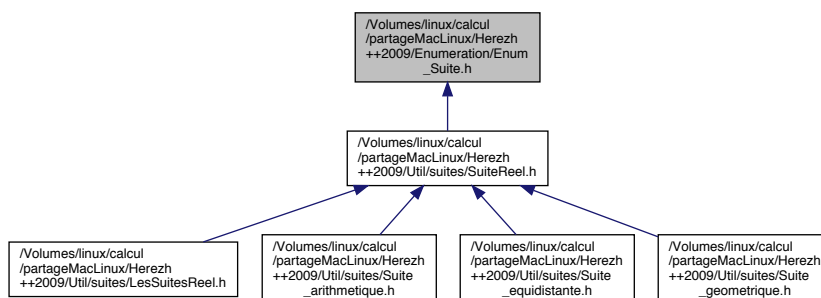 /Volumes/linux/calcul
/partageMacLinux/Herezh
++2009/Enumeration/Enum
_Suite.h
/Volumes/linux/calcul
/partageMacLinux/Herezh
++2009/Util/suites/SuiteReel.h
/Volumes/linux/calcul
/partageMacLinux/Herezh
++2009/Util/suites/LesSuitesReel.h
/Volumes/linux/calcul
/partageMacLinux/Herezh
++2009/Util/suites/Suite
_arithmetique.h
/Volumes/linux/calcul
/partageMacLinux/Herezh
++2009/Util/suites/Suite
_equidistante.h
/Volumes/linux/calcul
/partageMacLinux/Herezh
++2009/Util/suites/Suite
_geometrique.h